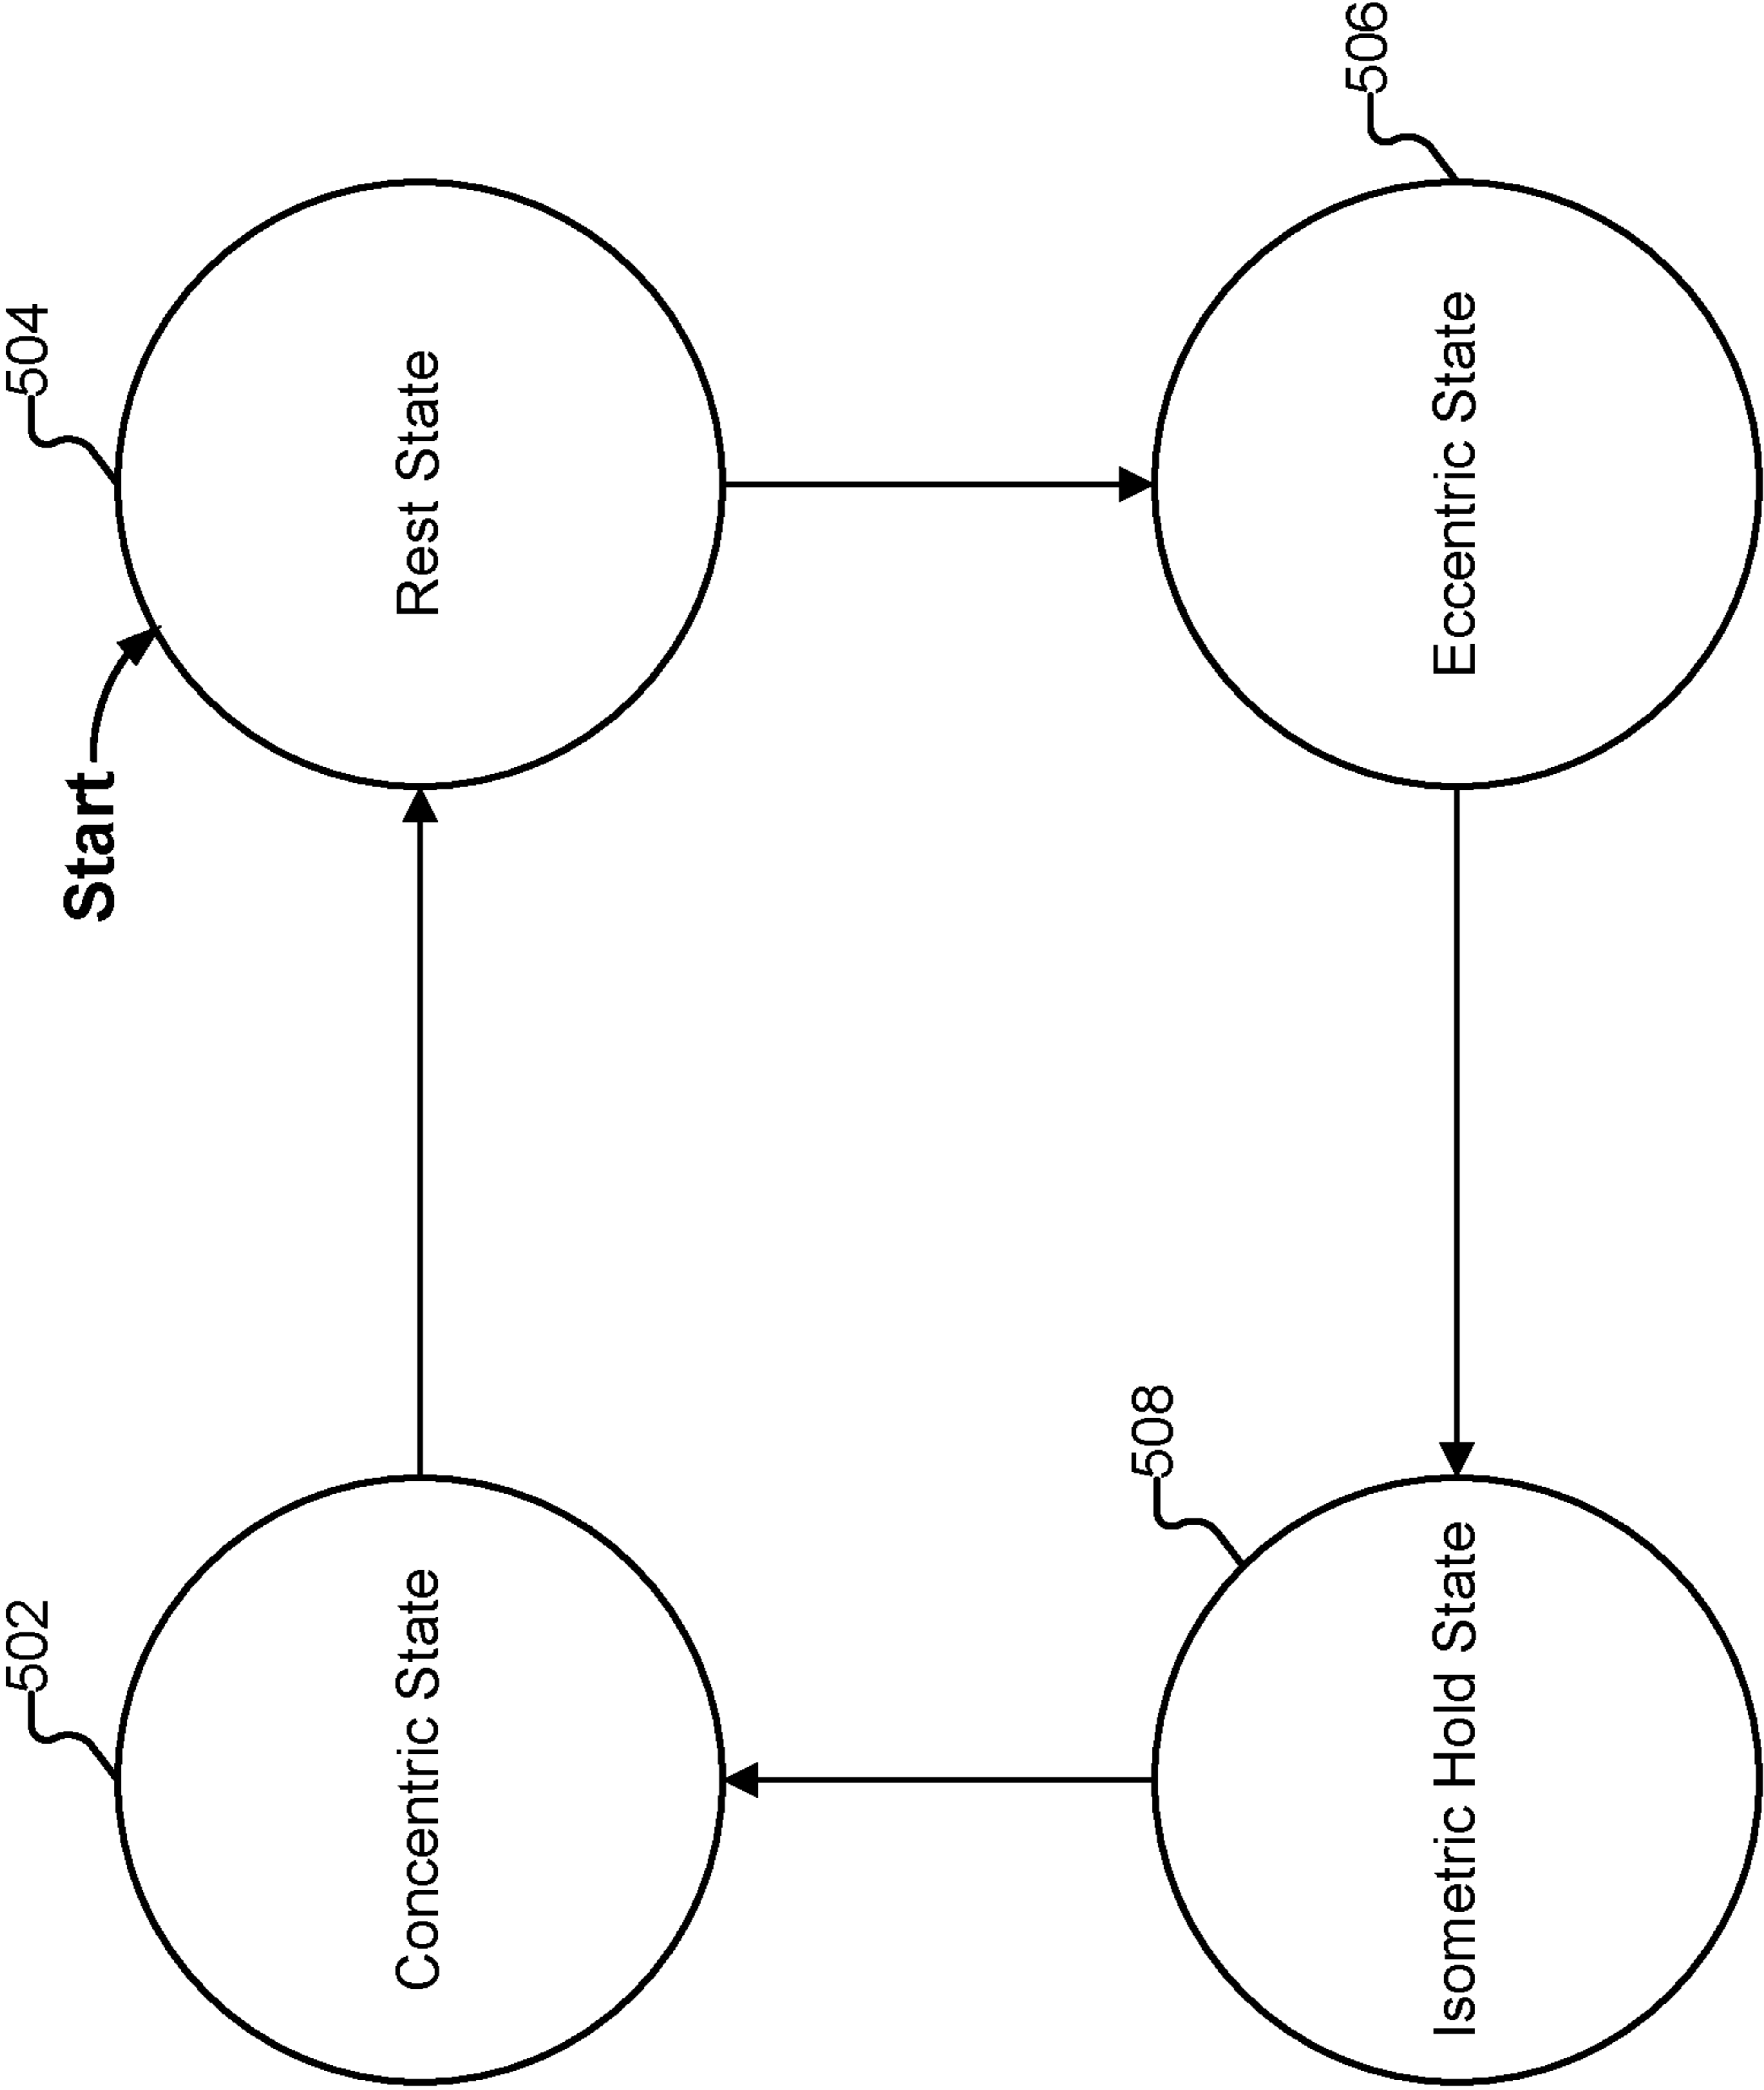 502
504
Start
Concentric State
Rest State
508
506
Isometric Hold State
Eccentric State